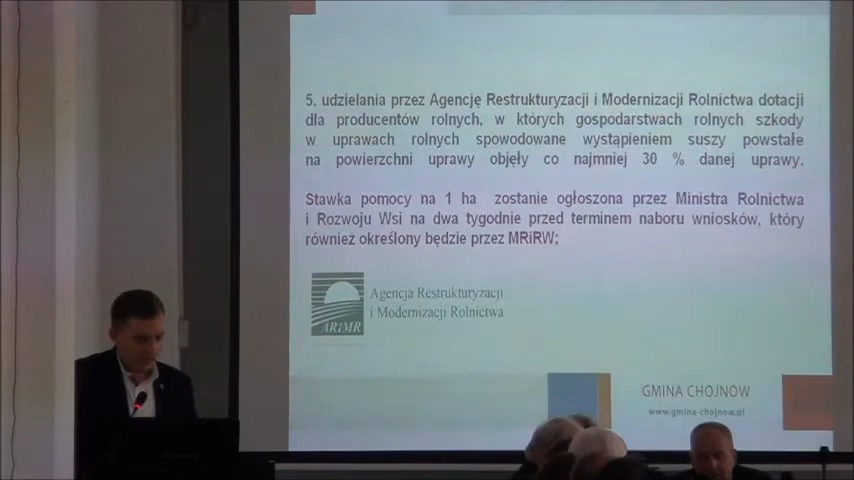 5. udzielania przez Agencję Restrukturyzacji i Modernizacji Rolnictwa dotacji
dla producentów rolnych, w których gospodarstwach rolnych szkody
w uprawach rolnych spowodowane wystąpieniem suszy powstałe
na powierzchni uprawy objęły co najmniej 30 % danej uprawy.
Stawka pomocy na 1 ha zostanie ogłoszona przez Ministra Rolnictwa
i Rozwoju Wsi na dwa tygodnie przed terminem naboru wniosków, który
również określony będzie przez MRiRW;
ARiMR
Agencja Restrukturyzacji
i Modernizacji Rolnictwa
GMINA CHOJNÓW
www.gmina-chojnow.pl